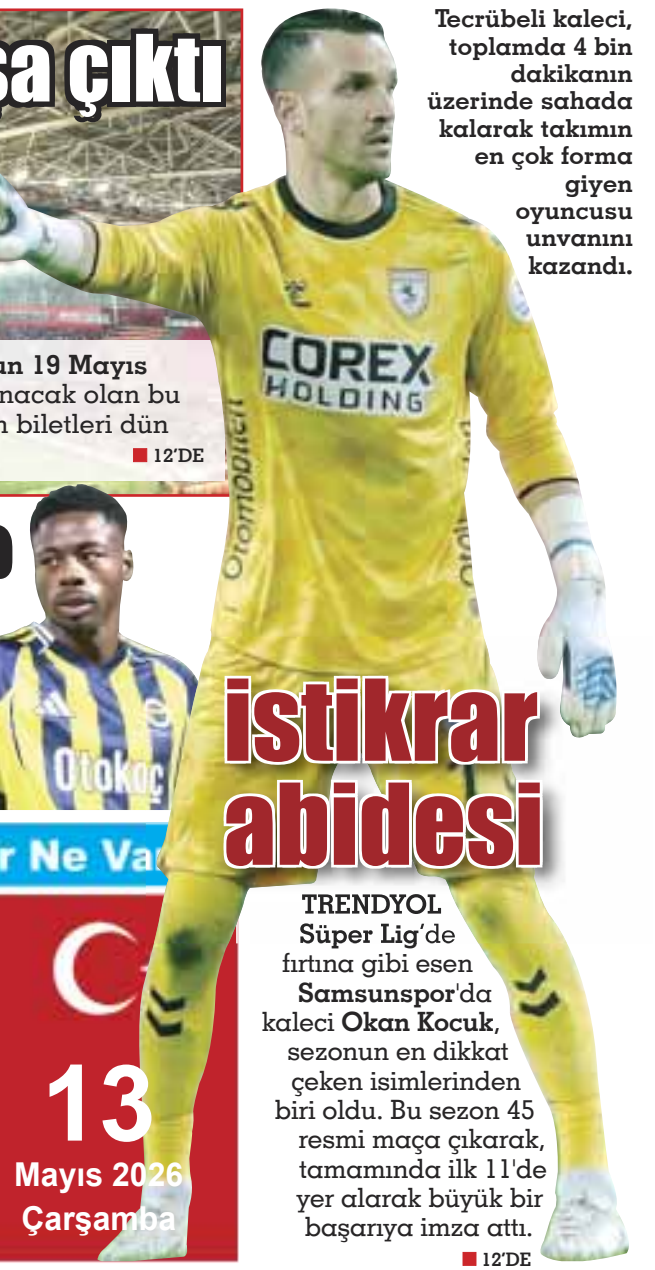 şa çıktı
Tecrübeli kaleci,
toplamda 4 bin
dakikanın
üzerinde sahada
kalarak takımın
en çok forma
giyen
oyuncusu
unvanını
kazandı.
un 19 Mayıs
nacak olan bu
n biletleri dün
12'DE
COREX
HOLDING
Otomobilleri
Otokoç
istikrar
abidesi
r Ne Va
TRENDYOL
Süper Lig'de
fırtına gibi esen
Samsunspor'da
kaleci Okan Kocuk,
sezonun en dikkat
çeken isimlerinden
biri oldu. Bu sezon 45
resmi maça çıkarak,
tamamında ilk 11'de
yer alarak büyük bir
başarıya imza attı.
12'DE
13
Mayıs 2026
Çarşamba